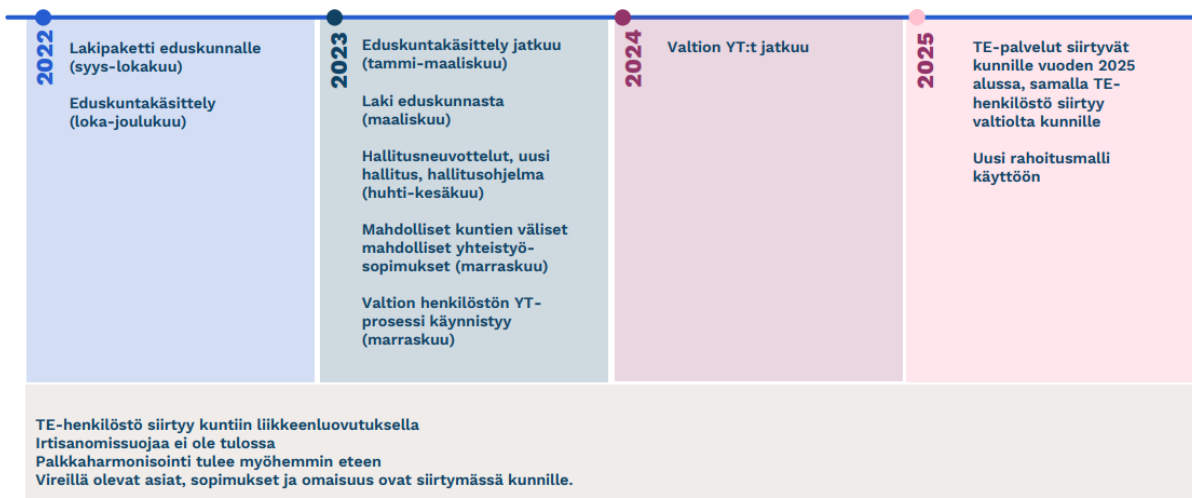 2022
Lakipaketti eduskunnalle
(syys-lokakuu)
Eduskuntakäsittely
(loka-joulukuu)
2023
Eduskuntakäsittely jatkuu
(tammi-maaliskuu)
Laki eduskunnasta
(maaliskuu)
Hallitusneuvottelut, uusi
hallitus, hallitusohjelma
(huhti-kesäkuu)
Mahdolliset kuntien väliset
mahdolliset yhteistyö-
sopimukset (marraskuu)
Valtion henkilöstön YT-
prosessi käynnistyy
(marraskuu)
2024
Valtion YT:t jatkuu
2025
TE-palvelut siirtyvät
kunnille vuoden 2025
alussa, samalla TE-
henkilöstö siirtyy
valtiolta kunnille
Uusi rahoitusmalli
käyttöön
TE-henkilöstö siirtyy kuntiin liikkeenluovutuksella
Irtisanomissuojaa ei ole tulossa
Palkkaharmonisointi tulee myöhemmin eteen
Vireillä olevat asiat, sopimukset ja omaisuus ovat siirtymässä kunnille.